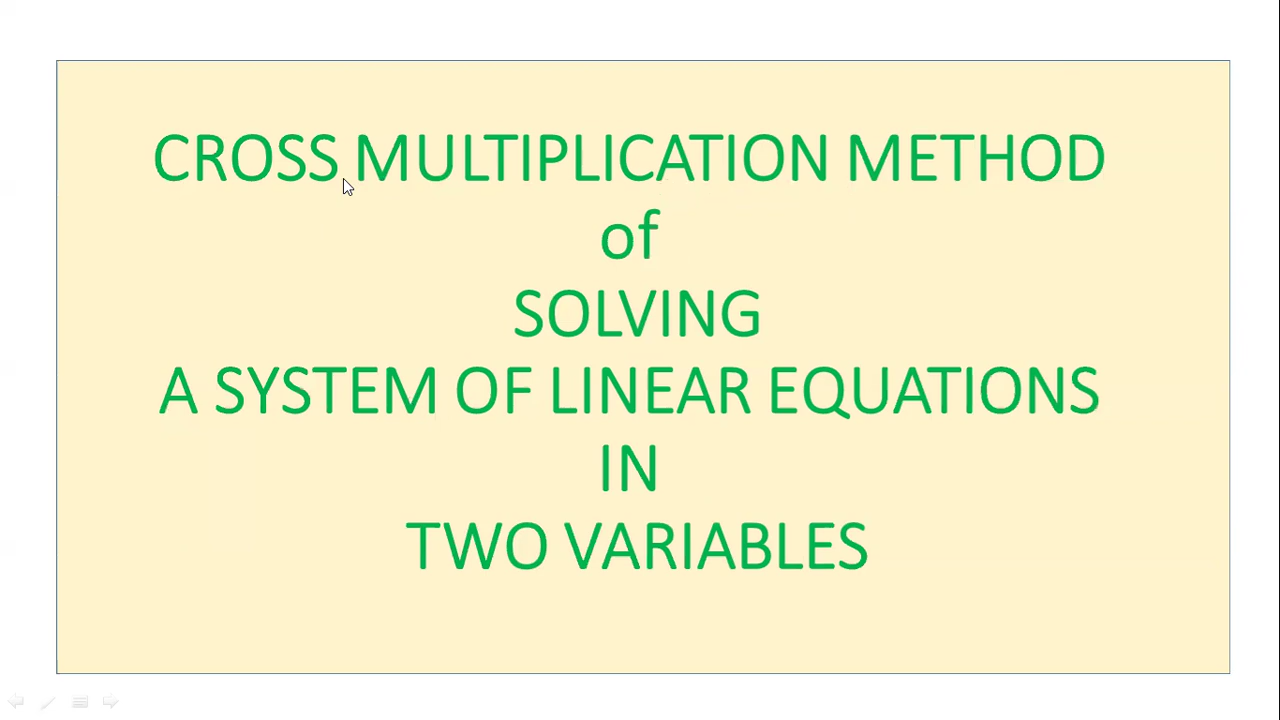 CROSS MULTIPLICATION METHOD
of
SOLVING
A SYSTEM OF LINEAR EQUATIONS
IN
TWO VARIABLES